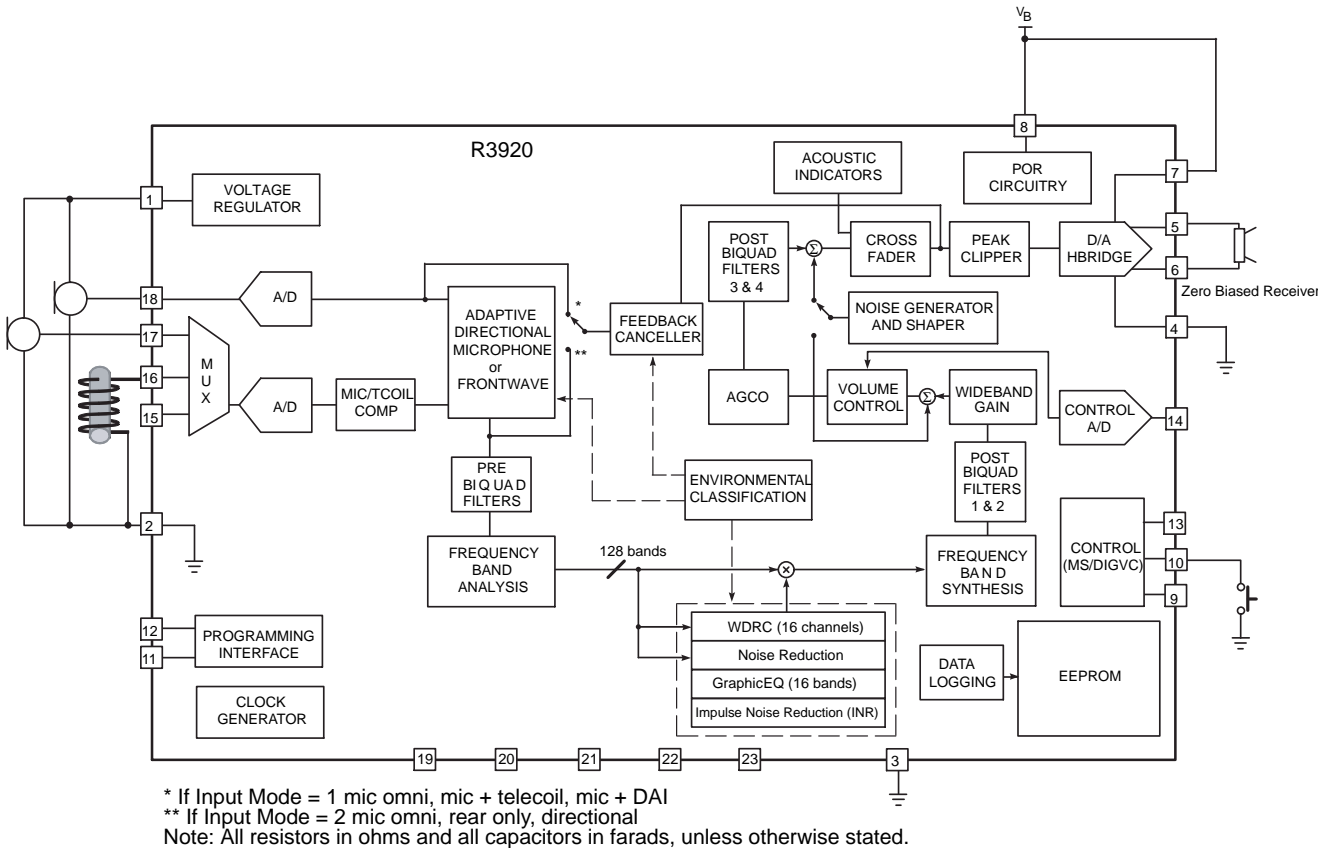 VB
8
R3920
ACOUSTIC
INDICATORS
POR
CIRCUITRY
7
1
VOLTAGE
REGULATOR
5
POST
BIQUAD
FILTERS
3 & 4
Σ
CROSS
FADER
PEAK
CLIPPER
D/A
HBRIDGE
6
Zero Biased Receiver
18
A/D
*
ADAPTIVE
DIRECTIONAL
MICROPHONE
or
FRONTWAVE
FEEDBACK
CANCELLER
NOISE GENERATOR
AND SHAPER
4
17
MUX
**
16
15
A/D
MIC/TCOIL
COMP
AGCO
VOLUME
CONTROL
Σ
WIDEBAND
GAIN
CONTROL
A/D
14
PRE
BIQUAD
FILTERS
ENVIRONMENTAL
CLASSIFICATION
POST
BIQUAD
FILTERS
1 & 2
2
13
CONTROL
(MS/DIGVC)
10
9
FREQUENCY
BAND
ANALYSIS
128 bands
×
FREQUENCY
BAND
SYNTHESIS
12
11
PROGRAMMING
INTERFACE
WDRC (16 channels)
Noise Reduction
GraphicEQ (16 bands)
Impulse Noise Reduction (INR)
DATA
LOGGING
EEPROM
CLOCK
GENERATOR
19
20
21
22
23
3
* If Input Mode = 1 mic omni, mic + telecoil, mic + DAI
** If Input Mode = 2 mic omni, rear only, directional
Note: All resistors in ohms and all capacitors in farads, unless otherwise stated.